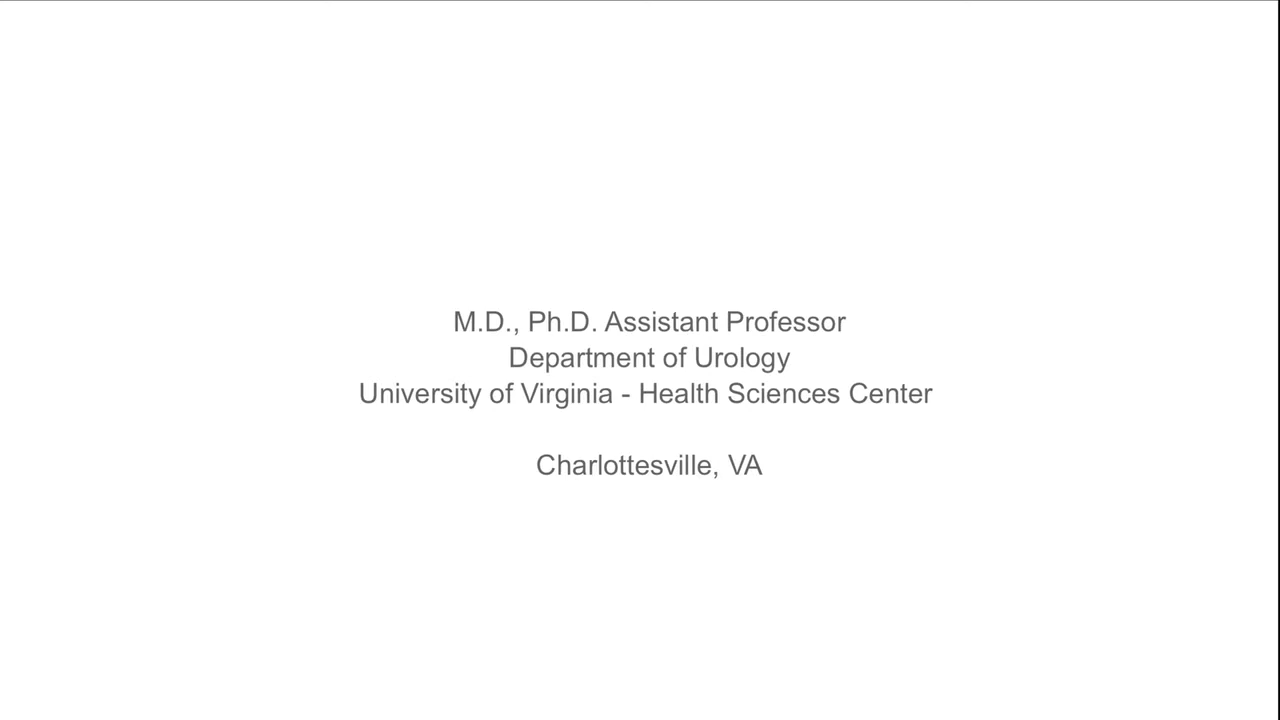 M.D., Ph.D. Assistant Professor
Department of Urology
University of Virginia - Health Sciences Center
Charlottesville, VA